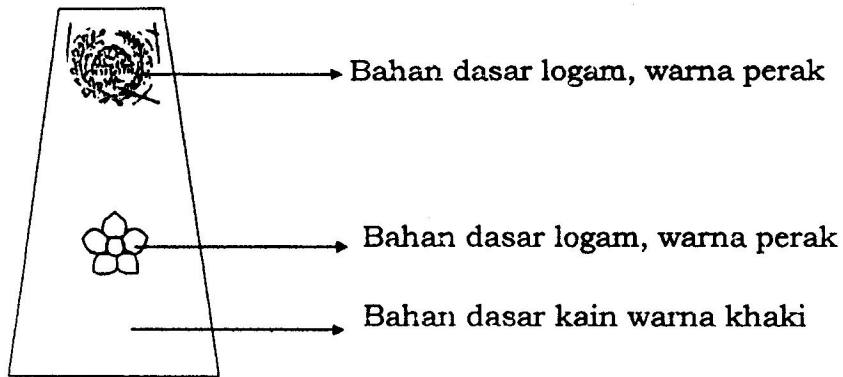 Bahan dasar logam, warna perak
Bahan dasar logam, warna perak
Bahan dasar kain warna khaki